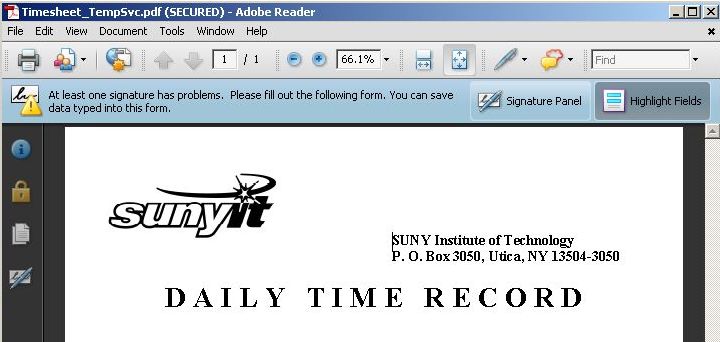 Timesheet_TempSvc.pdf (SECURED) - Adobe Reader
File Edit View Document Tools Window Help
1 / 1 66.1% Find
At least one signature has problems. Please fill out the following form. You can save
data typed into this form.
Signature Panel
Highlight Fields
sunyit
SUNY Institute of Technology
P. O. Box 3050, Utica, NY 13504-3050
DAILY TIME RECORD